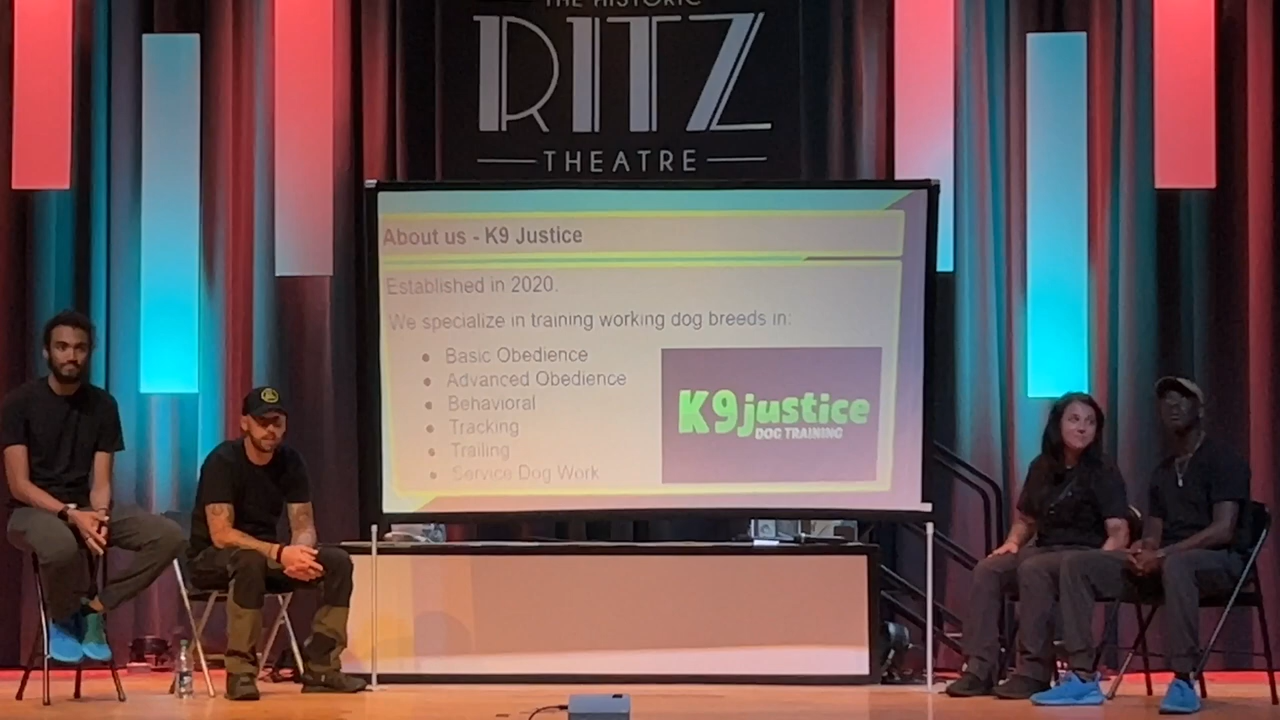 THE HISTORIC
RITZ
THEATRE
About us - K9 Justice
Established in 2020.
We specialize in training working dog breeds in:
• Basic Obedience
• Advanced Obedience
• Behavioral
• Tracking
• Trailing
• Service Dog Work
K9justice
DOG TRAINING